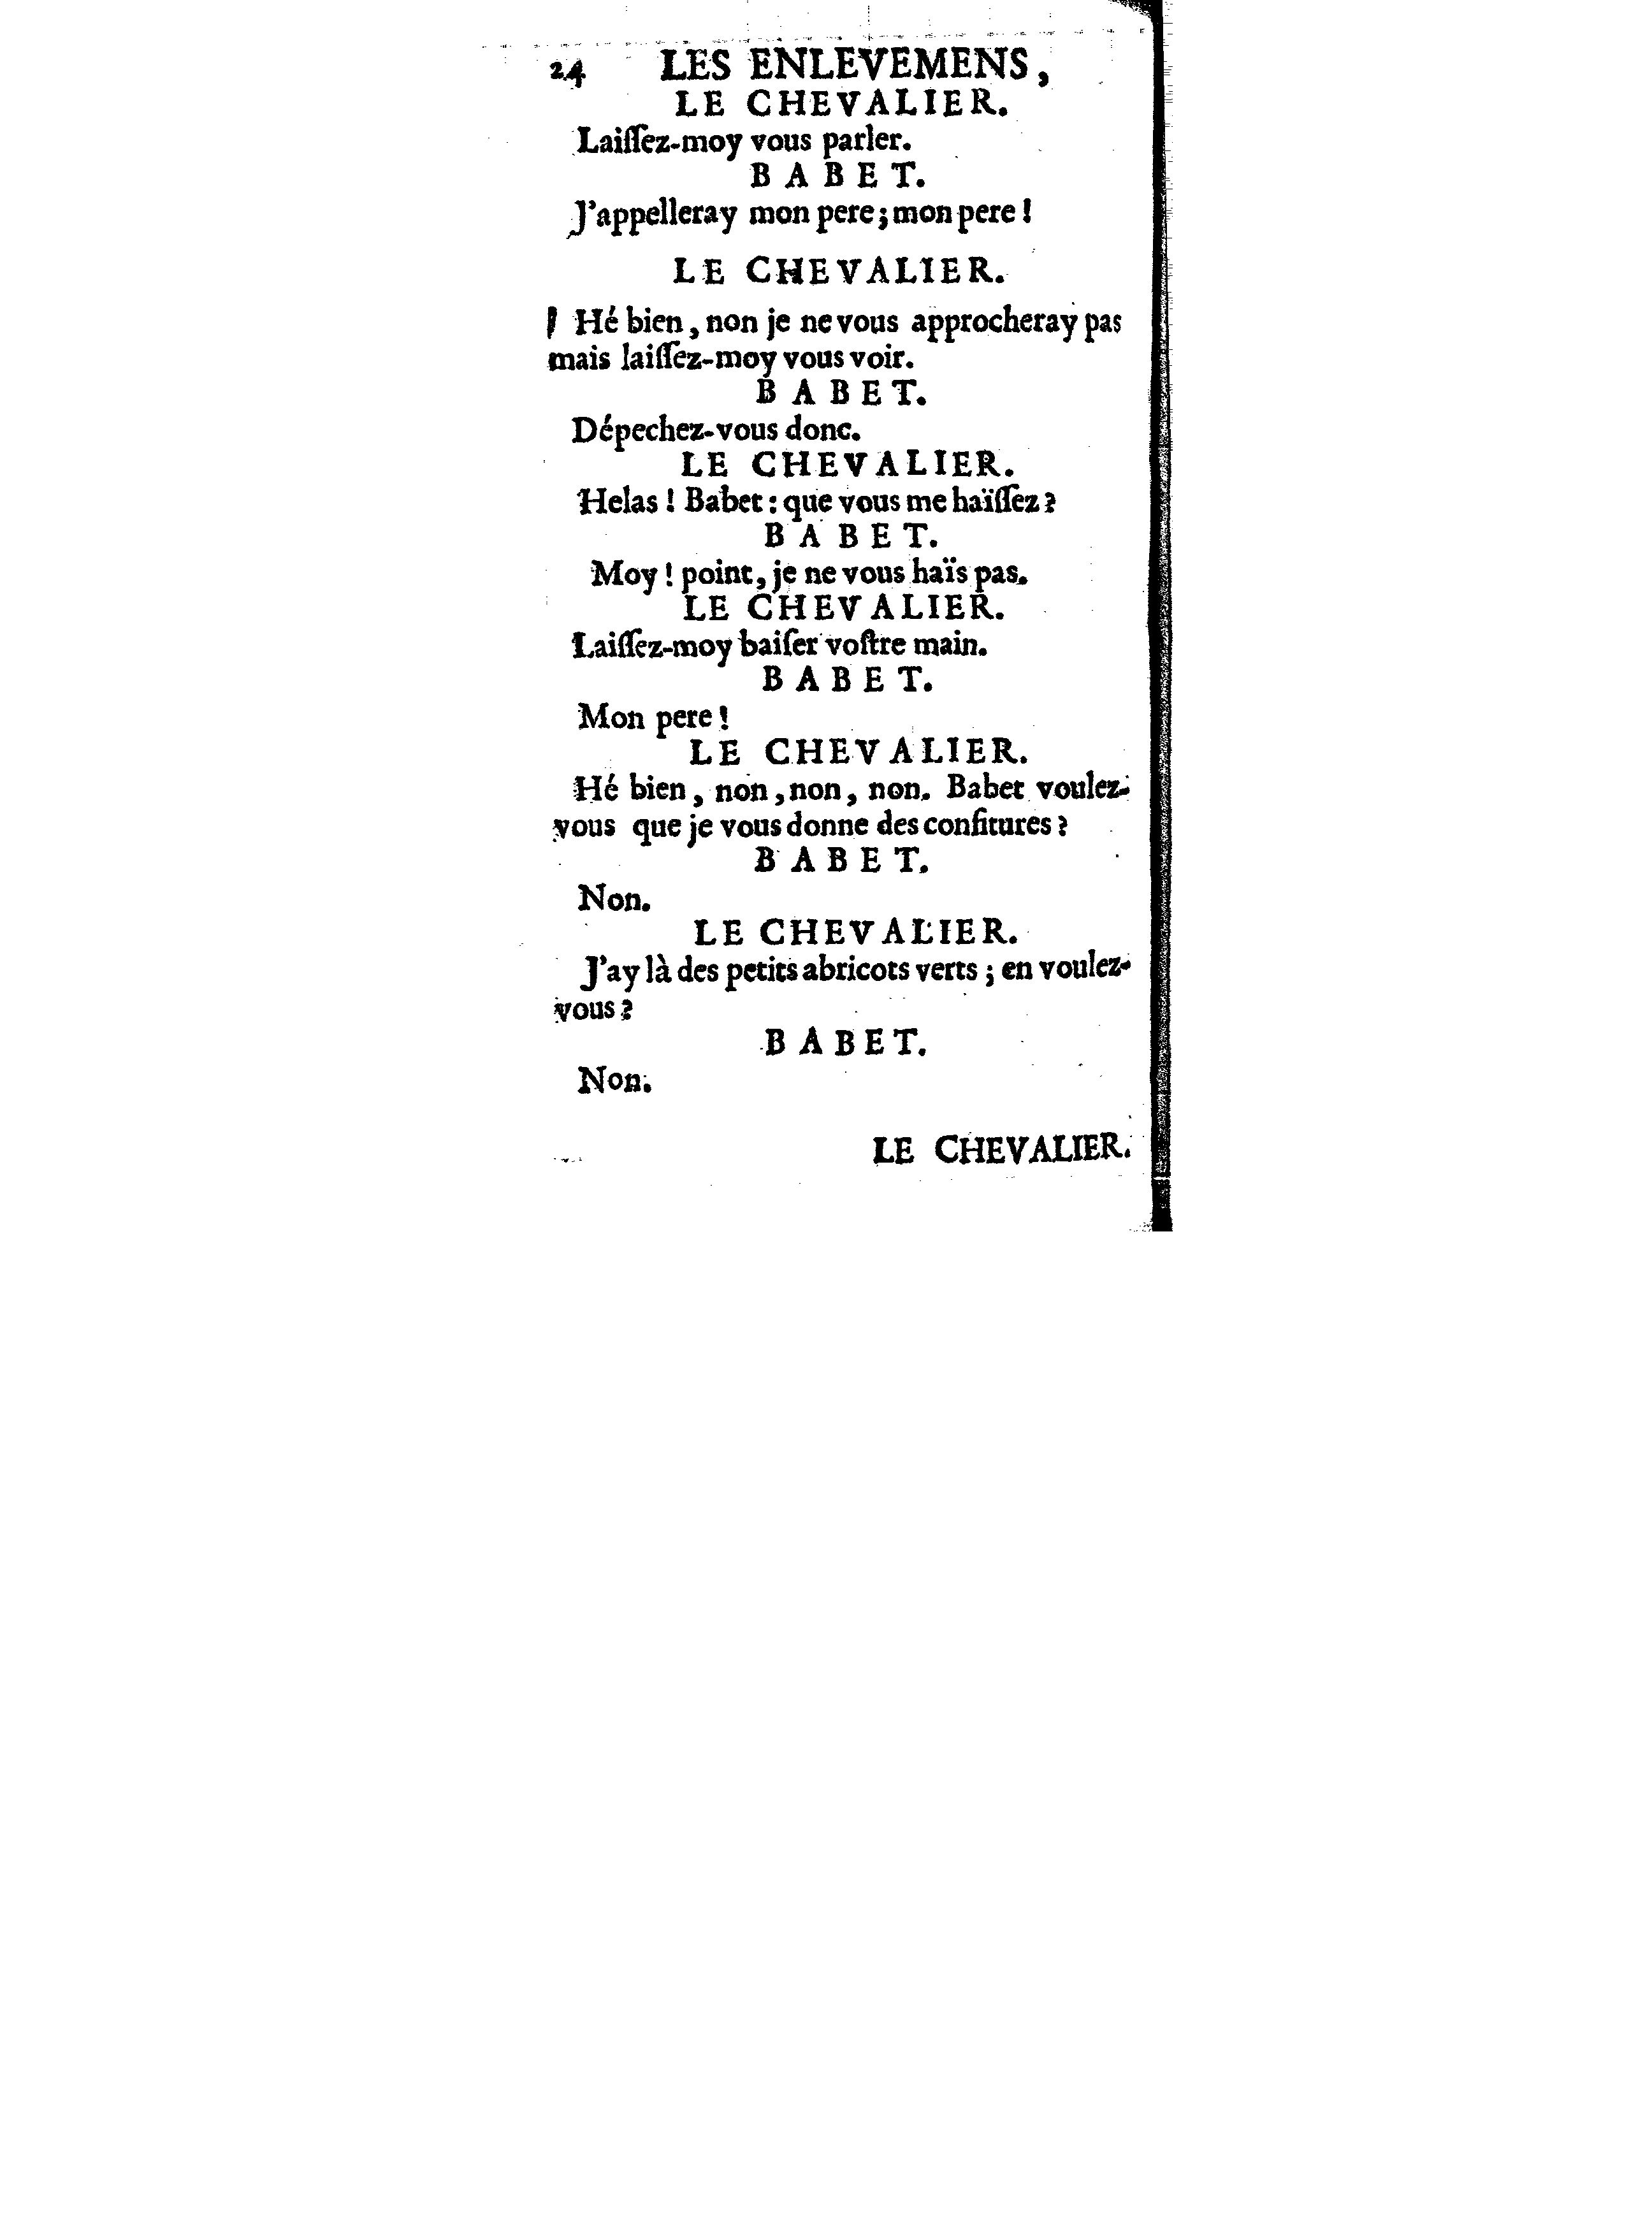 24 LES ENLEVEMENS,
LE CHEVALIER.
Laiſſez-moy vous parler.
BABET.
J'appelleray mon pere; mon pere!
LE CHEVALIER.
Hé bien, non je ne vous approcheray pas
mais laiſſez-moy vous voir.
BABET.
Dépechez-vous donc.
LE CHEVALIER.
Helas! Babet: que vous me haïſſez?
BABET.
Moy! point, je ne vous haïs pas.
LE CHEVALIER.
Laiſſez-moy baiſer voſtre main.
BABET.
Mon pere!
LE CHEVALIER.
Hé bien, non, non, non. Babet voulez-
vous que je vous donne des confitures?
BABET.
Non.
LE CHEVALIER.
J'ay là des petits abricots verts; en voulez-
vous?
BABET.
Non.
LE CHEVALIER.